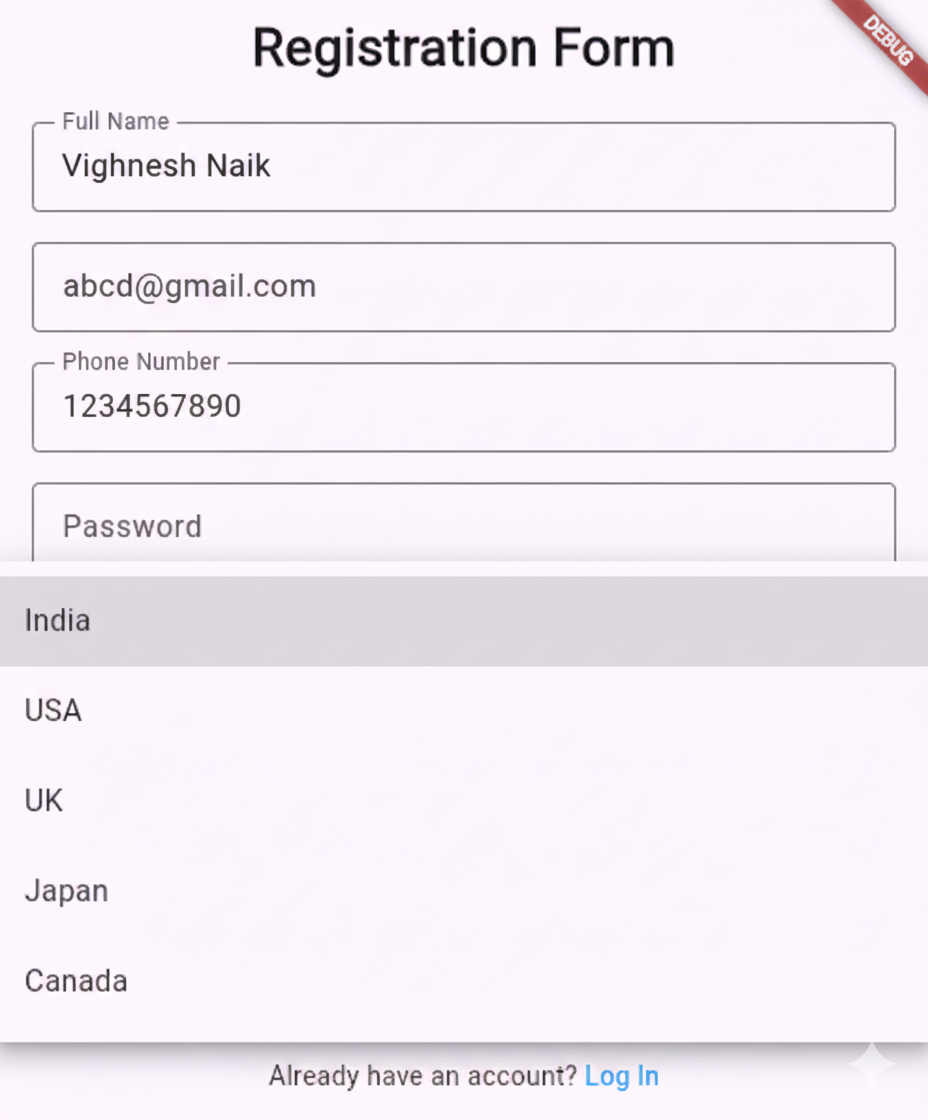 Registration Form
DEBUG
Full Name
Vighnesh Naik
abcd@gmail.com
Phone Number
1234567890
Password
India
USA
UK
Japan
Canada
Already have an account? Log In